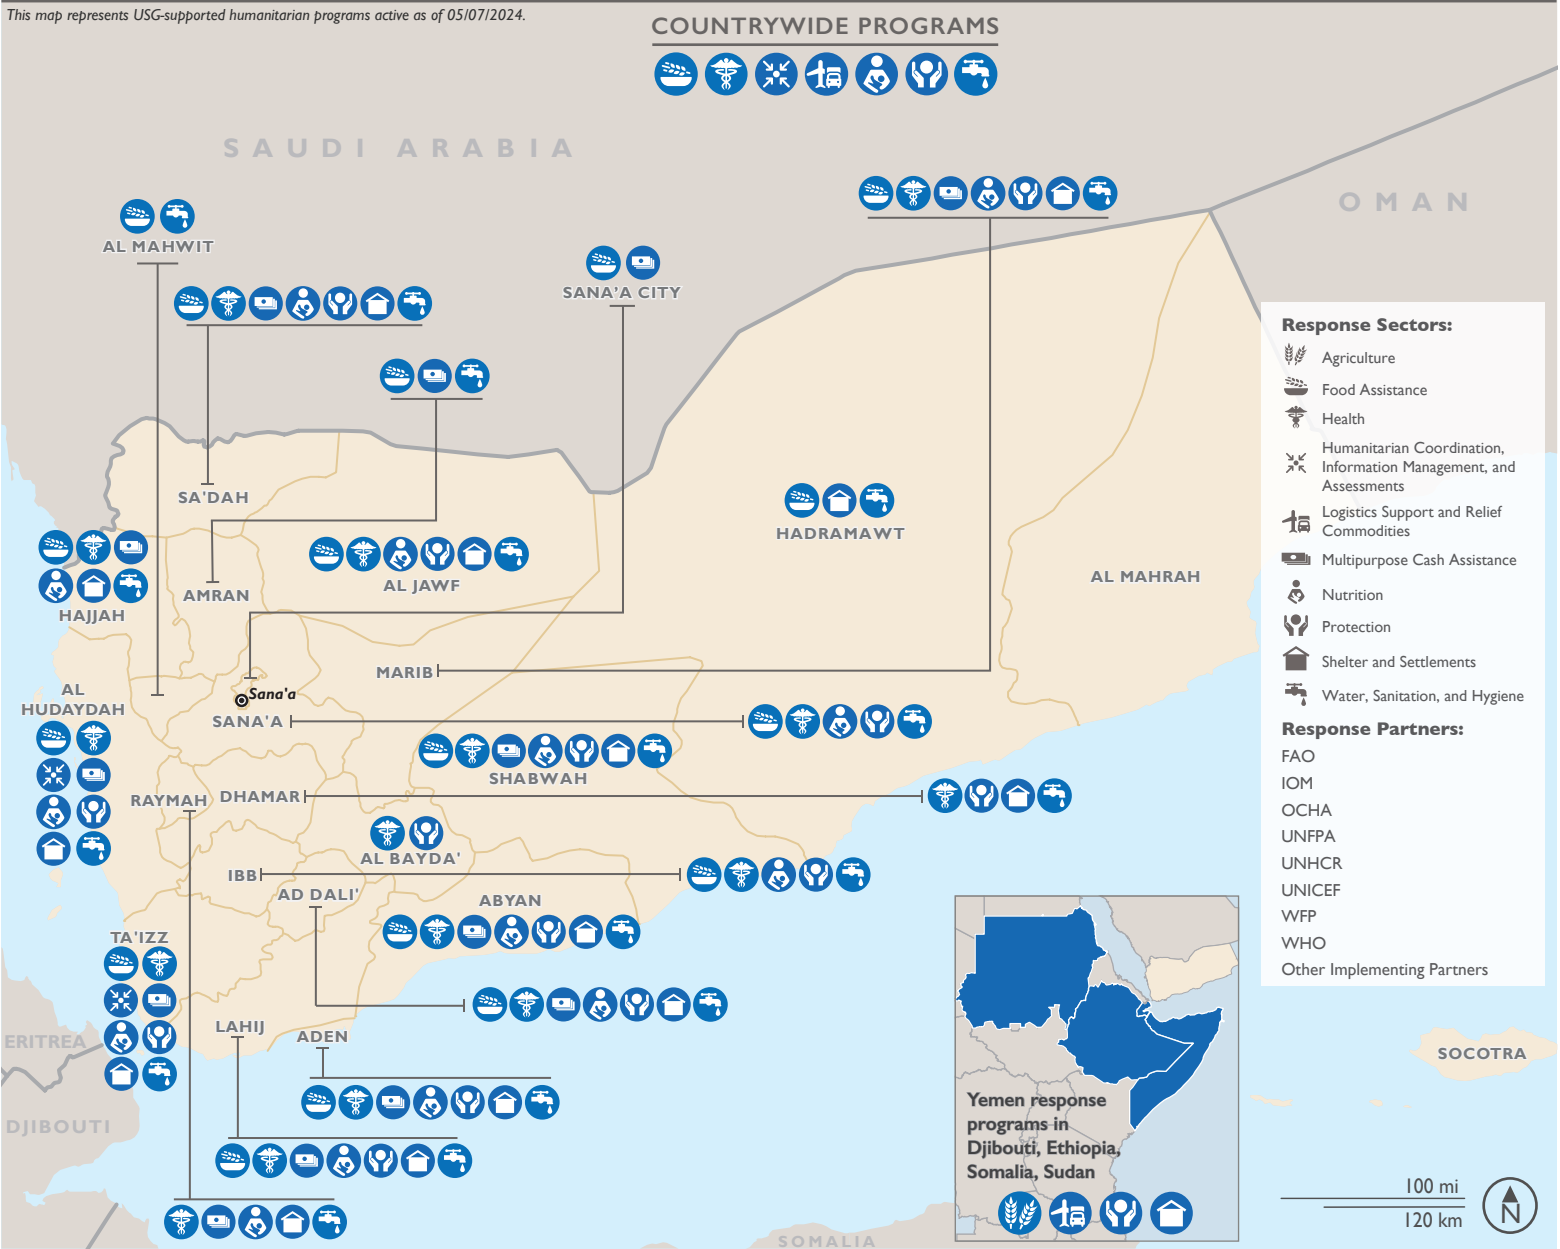 This map represents USG-supported humanitarian programs active as of 05/07/2024.
COUNTRYWIDE PROGRAMS
SAUDI ARABIA
OMAN
AL MAHWIT
SANA'A CITY
SA'DAH
HADRAMAWT
AL JAWF
AMRAN
HAJJAH
AL MAHRAH
MARIB
AL
HUDAYDAH
Sana'a
SANA'A
SHABWAH
RAYMAH
DHAMAR
AL BAYDA'
IBB
AD DALI'
ABYAN
TA'IZZ
LAHIJ
ADEN
ERITREA
DJIBOUTI
SOCOTRA
SOMALIA
Response Sectors:
Agriculture
Food Assistance
Health
Humanitarian Coordination,
Information Management, and
Assessments
Logistics Support and Relief
Commodities
Multipurpose Cash Assistance
Nutrition
Protection
Shelter and Settlements
Water, Sanitation, and Hygiene
Response Partners:
FAO
IOM
OCHA
UNFPA
UNHCR
UNICEF
WFP
WHO
Other Implementing Partners
Yemen response
programs in
Djibouti, Ethiopia,
Somalia, Sudan
100 mi
120 km
N